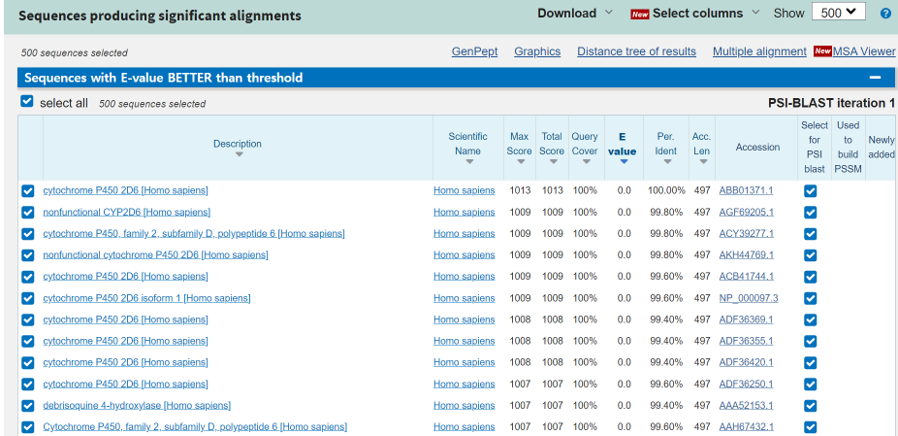 Sequences producing significant alignments Download New Select columns Show 500 ?
500 sequences selected GenPept Graphics Distance tree of results Multiple alignment New MSA Viewer
Sequences with E-value BETTER than threshold
select all 500 sequences selected PSI-BLAST iteration 1
Description Scientific Name Max Score Total Score Query Cover E value Per. Ident Acc. Len Accession Select for PSI blast Used to build PSSM Newly added
cytochrome P450 2D6 [Homo sapiens] Homo sapiens 1013 1013 100% 0.0 100.00% 497 ABB01371.1
nonfunctional CYP2D6 [Homo sapiens] Homo sapiens 1009 1009 100% 0.0 99.80% 497 AGF69205.1
cytochrome P450, family 2, subfamily D, polypeptide 6 [Homo sapiens] Homo sapiens 1009 1009 100% 0.0 99.80% 497 ACY39277.1
nonfunctional cytochrome P450 2D6 [Homo sapiens] Homo sapiens 1009 1009 100% 0.0 99.80% 497 AKH44769.1
cytochrome P450 2D6 [Homo sapiens] Homo sapiens 1009 1009 100% 0.0 99.60% 497 ACB41744.1
cytochrome P450 2D6 isoform 1 [Homo sapiens] Homo sapiens 1009 1009 100% 0.0 99.60% 497 NP_000097.3
cytochrome P450 2D6 [Homo sapiens] Homo sapiens 1008 1008 100% 0.0 99.40% 497 ADF36369.1
cytochrome P450 2D6 [Homo sapiens] Homo sapiens 1008 1008 100% 0.0 99.40% 497 ADF36355.1
cytochrome P450 2D6 [Homo sapiens] Homo sapiens 1008 1008 100% 0.0 99.40% 497 ADF36420.1
cytochrome P450 2D6 [Homo sapiens] Homo sapiens 1007 1007 100% 0.0 99.60% 497 ADF36250.1
debrisoquine 4-hydroxylase [Homo sapiens] Homo sapiens 1007 1007 100% 0.0 99.40% 497 AAA52153.1
Cytochrome P450, family 2, subfamily D, polypeptide 6 [Homo sapiens] Homo sapiens 1007 1007 100% 0.0 99.60% 497 AAH67432.1